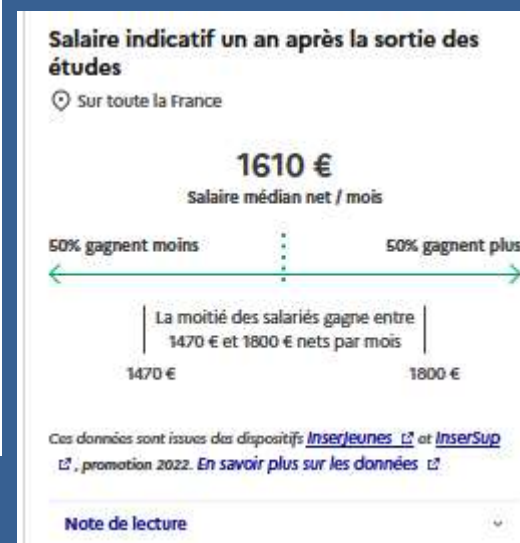 Salaire indicatif un an après la sortie des
études
Sur toute la France
1610 €
Salaire médian net / mois
50% gagnent moins
50% gagnent plus
La moitié des salariés gagne entre
1470 € et 1800 € nets par mois
1470 €
1800 €
Ces données sont issues des dispositifs InserJeunes et InserSup
, promotion 2022. En savoir plus sur les données
Note de lecture